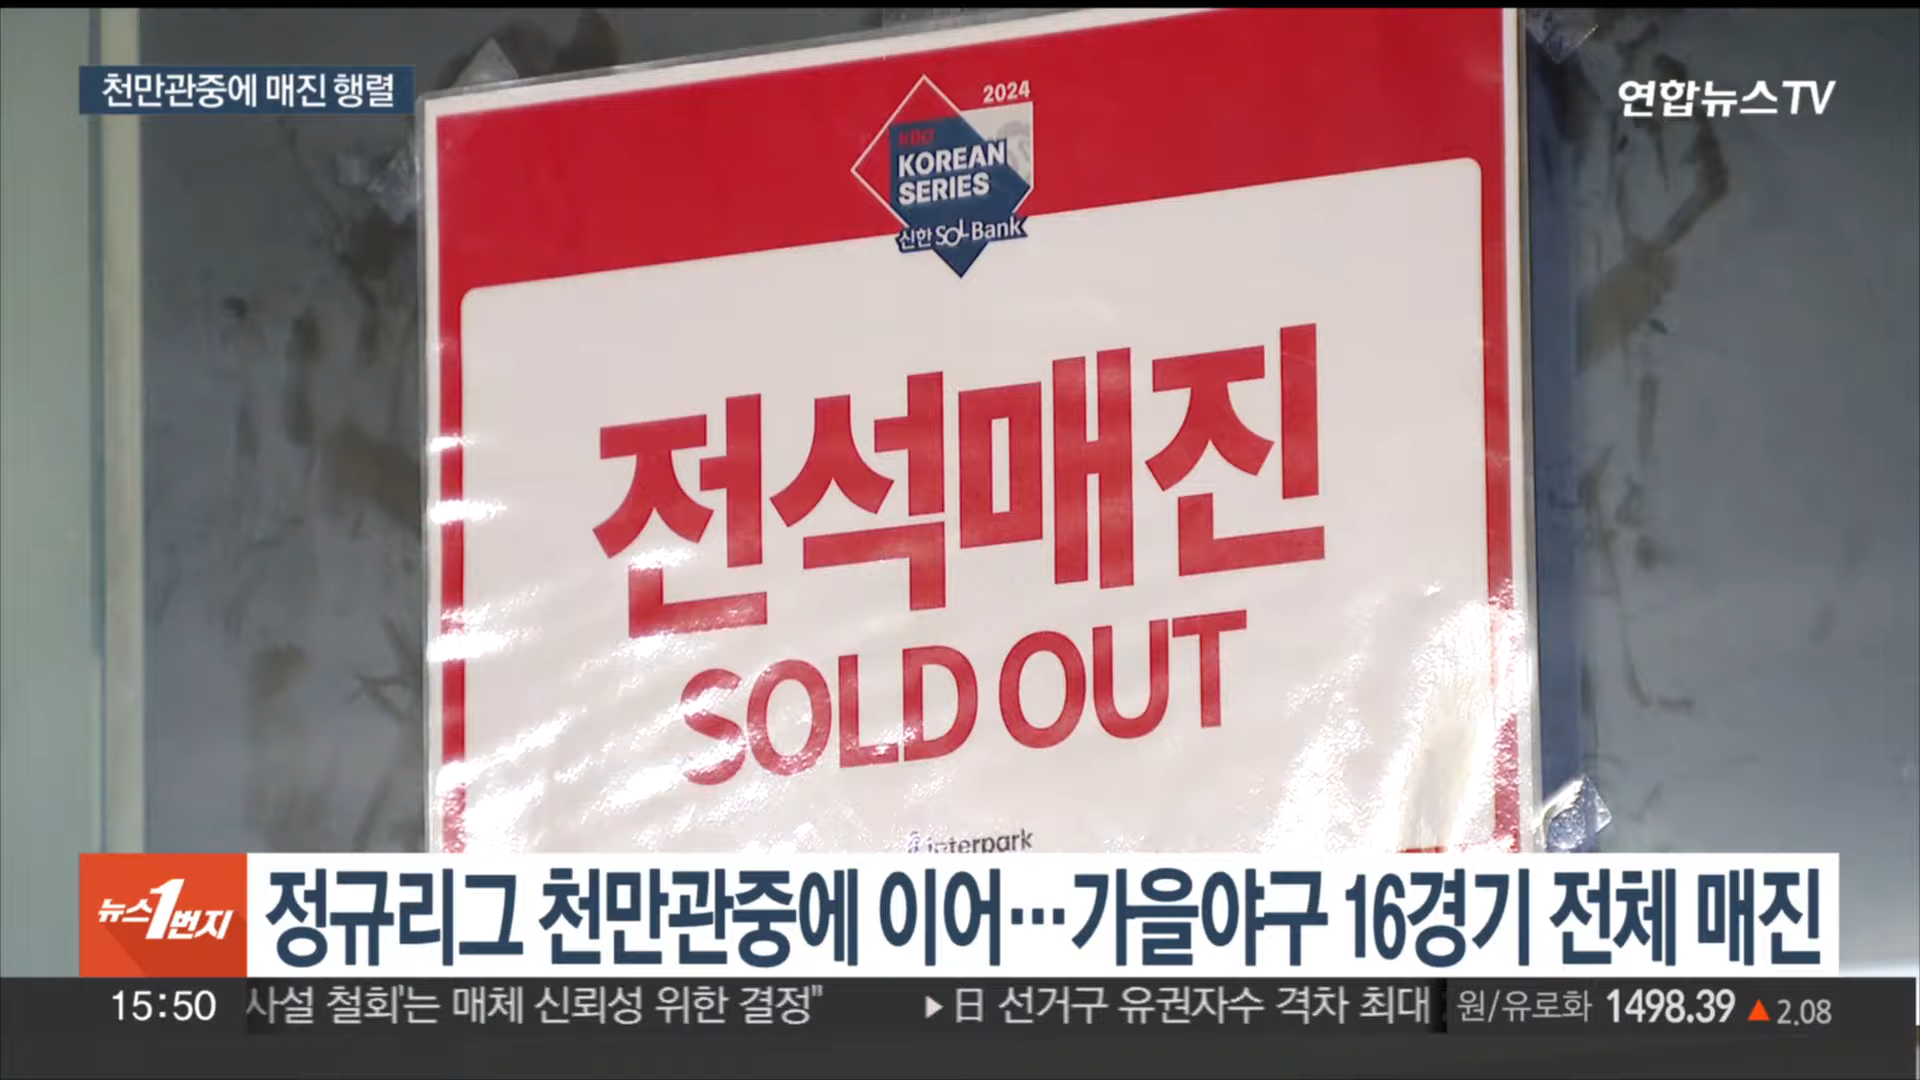 천만관중에 매진 행렬
연합뉴스TV
2024
KBO
KOREAN
SERIES
신한 SOL Bank
전석매진
SOLD OUT
interpark
뉴스1번지
정규리그 천만관중에 이어…가을야구 16경기 전체 매진
15:50 사설 철회'는 매체 신뢰성 위한 결정” ▶日 선거구 유권자수 격차 최대 원/유로화 1498.39 ▲2.08